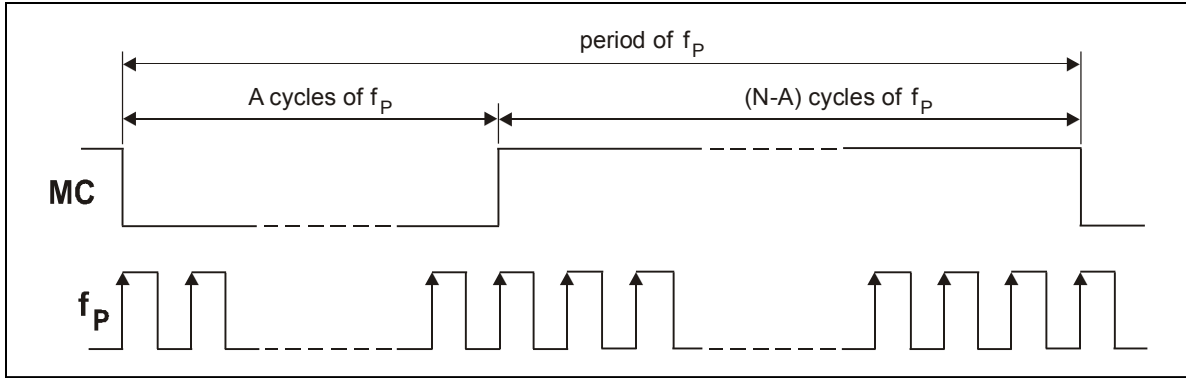 period of fP
A cycles of fP
(N-A) cycles of fP
MC
fP